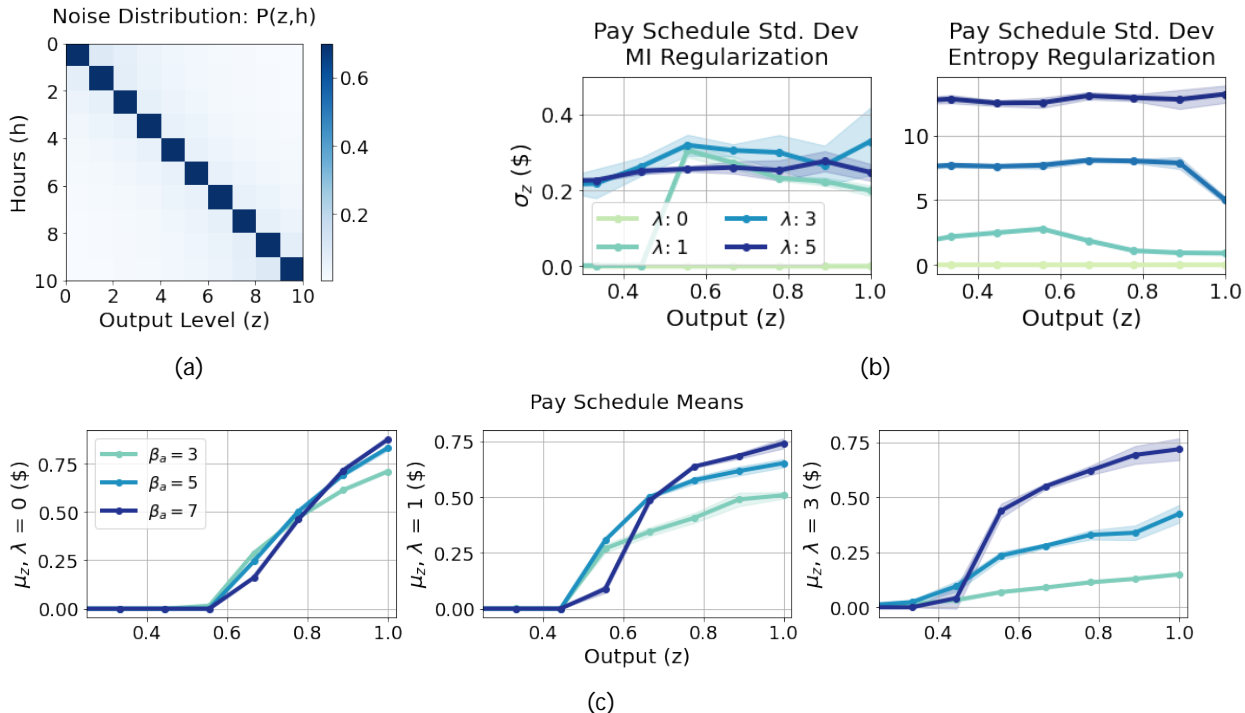 Noise Distribution: P(z,h)
0
2
4
6
8
10
Hours (h)
0 2 4 6 8 10
Output Level (z)
0.6
0.4
0.2
(a)
Pay Schedule Std. Dev
MI Regularization
σz ($)
0.4
0.2
0.0
λ: 0
λ: 1
λ: 3
λ: 5
0.4 0.6 0.8 1.0
Output (z)
Pay Schedule Std. Dev
Entropy Regularization
10
5
0
0.4 0.6 0.8 1.0
Output (z)
(b)
Pay Schedule Means
μz, λ = 0 ($)
0.75
0.50
0.25
0.00
βa = 3
βa = 5
βa = 7
0.4 0.6 0.8 1.0
μz, λ = 1 ($)
0.75
0.50
0.25
0.00
0.4 0.6 0.8 1.0
Output (z)
μz, λ = 3 ($)
0.75
0.50
0.25
0.00
0.4 0.6 0.8 1.0
(c)